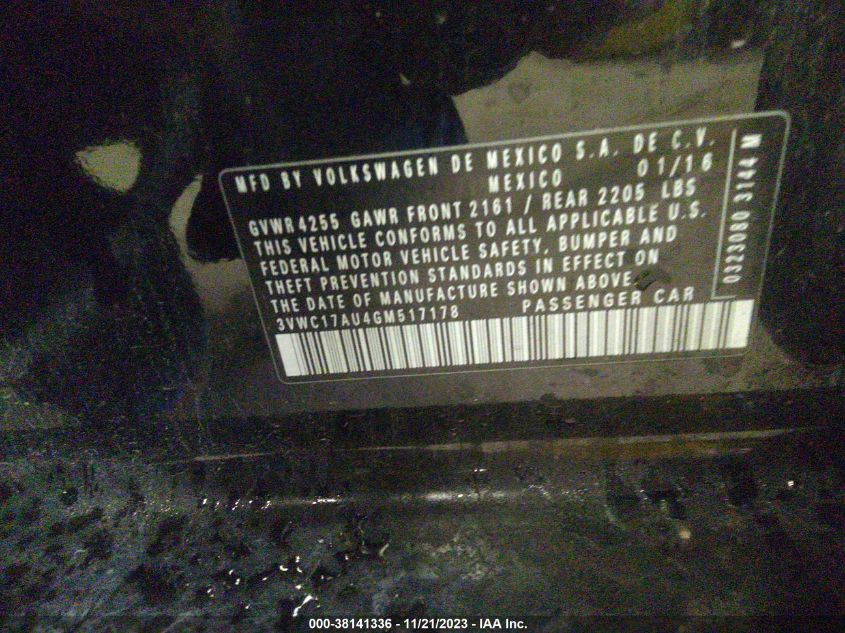 MFD BY VOLKSWAGEN DE MEXICO S.A. DE C.V.
MEXICO 01/16
GVWR4255 GAWR FRONT 2161 / REAR 2205 LBS
THIS VEHICLE CONFORMS TO ALL APPLICABLE U.S.
FEDERAL MOTOR VEHICLE SAFETY, BUMPER AND
THEFT PREVENTION STANDARDS IN EFFECT ON
THE DATE OF MANUFACTURE SHOWN ABOVE.
3VWC17AU4GM517178 PASSENGER CAR
0323080 3144 M
000-38141336 - 11/21/2023 - IAA Inc.